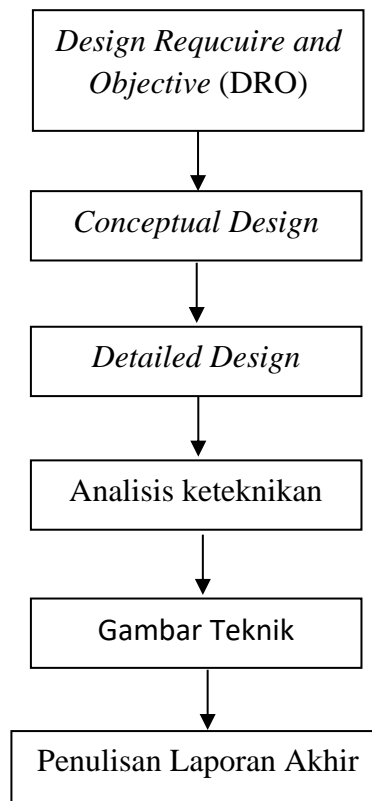 Design Requcuire and
Objective (DRO)
Conceptual Design
Detailed Design
Analisis keteknikan
Gambar Teknik
Penulisan Laporan Akhir